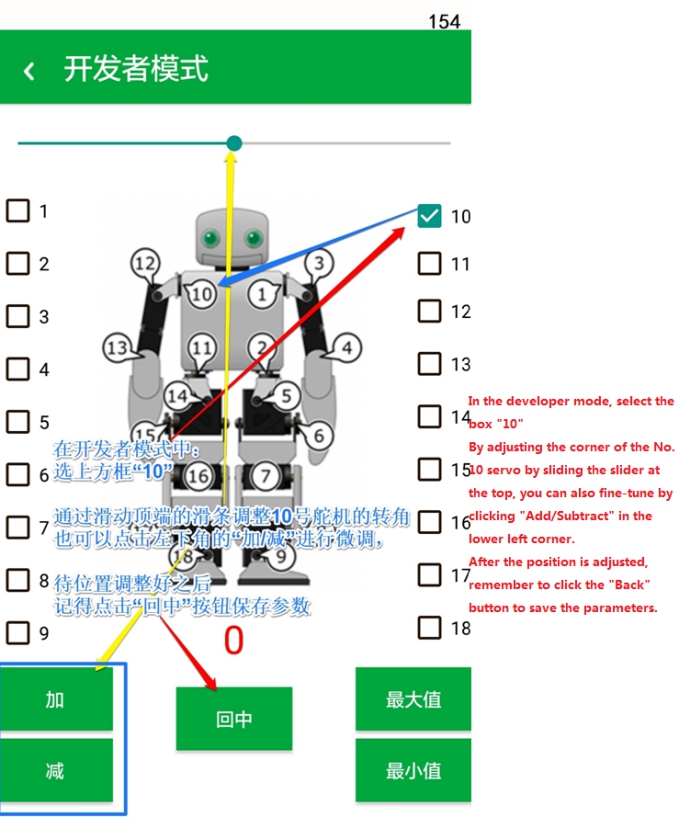 154
开发者模式
1
2
3
4
5
6
7
8
9
10
11
12
13
14
15
16
17
18
12
3
10
1
13
11
2
4
14
5
15
6
16
7
18
9
在开发者模式中:
选上方框“10”
通过滑动顶端的滑条调整10号舵机的转角
也可以点击左下角的“加/减”进行微调,
待位置调整好之后
记得点击“回中”按钮保存参数
In the developer mode, select the
box "10"
By adjusting the corner of the No.
10 servo by sliding the slider at
the top, you can also fine-tune by
clicking "Add/Subtract" in the
lower left corner.
After the position is adjusted,
remember to click the "Back"
button to save the parameters.
0
加
减
回中
最大值
最小值